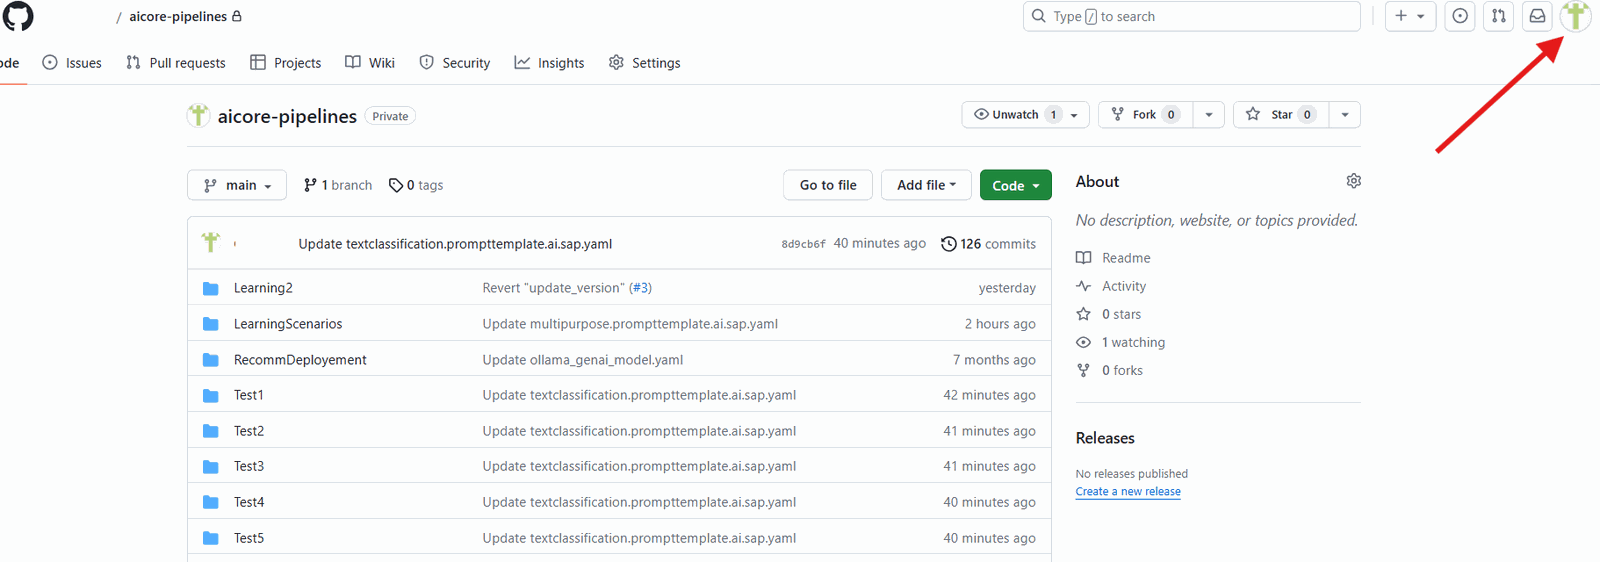 / aicore-pipelines
Type / to search
ode Issues Pull requests Projects Wiki Security Insights Settings
aicore-pipelines Private
Unwatch 1 Fork 0 Star 0
main 1 branch 0 tags Go to file Add file Code
Update textclassification.prompttemplate.ai.sap.yaml 8d9cb6f 40 minutes ago 126 commits
Learning2 Revert "update_version" (#3) yesterday
LearningScenarios Update multipurpose.prompttemplate.ai.sap.yaml 2 hours ago
RecommDeployement Update ollama_genai_model.yaml 7 months ago
Test1 Update textclassification.prompttemplate.ai.sap.yaml 42 minutes ago
Test2 Update textclassification.prompttemplate.ai.sap.yaml 41 minutes ago
Test3 Update textclassification.prompttemplate.ai.sap.yaml 41 minutes ago
Test4 Update textclassification.prompttemplate.ai.sap.yaml 40 minutes ago
Test5 Update textclassification.prompttemplate.ai.sap.yaml 40 minutes ago
About
No description, website, or topics provided.
Readme
Activity
0 stars
1 watching
0 forks
Releases
No releases published
Create a new release